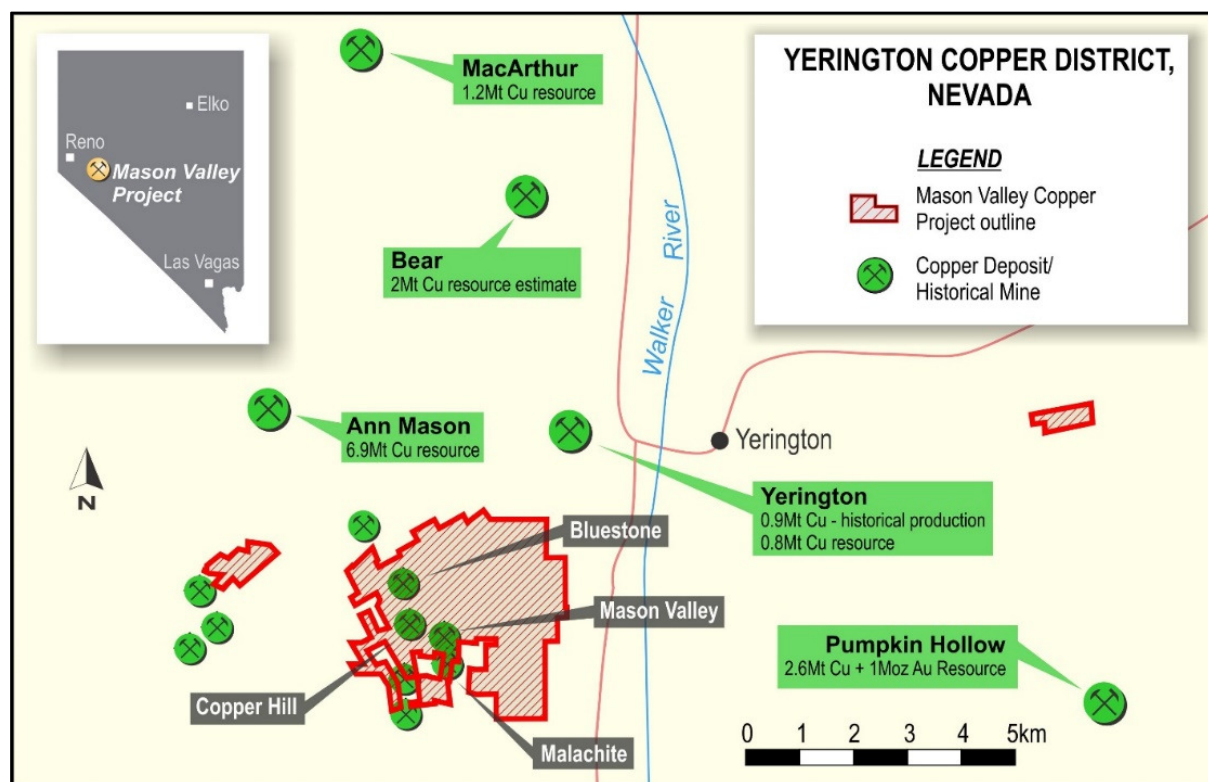 YERINGTON COPPER DISTRICT,
NEVADA
LEGEND
Mason Valley Copper
Project outline
Copper Deposit/
Historical Mine
Elko
Reno
Mason Valley
Project
Las Vagas
MacArthur
1.2Mt Cu resource
Bear
2Mt Cu resource estimate
Walker River
Ann Mason
6.9Mt Cu resource
Yerington
N
Yerington
0.9Mt Cu - historical production
0.8Mt Cu resource
Bluestone
Mason Valley
Pumpkin Hollow
2.6Mt Cu + 1Moz Au Resource
Copper Hill
Malachite
0 1 2 3 4 5km